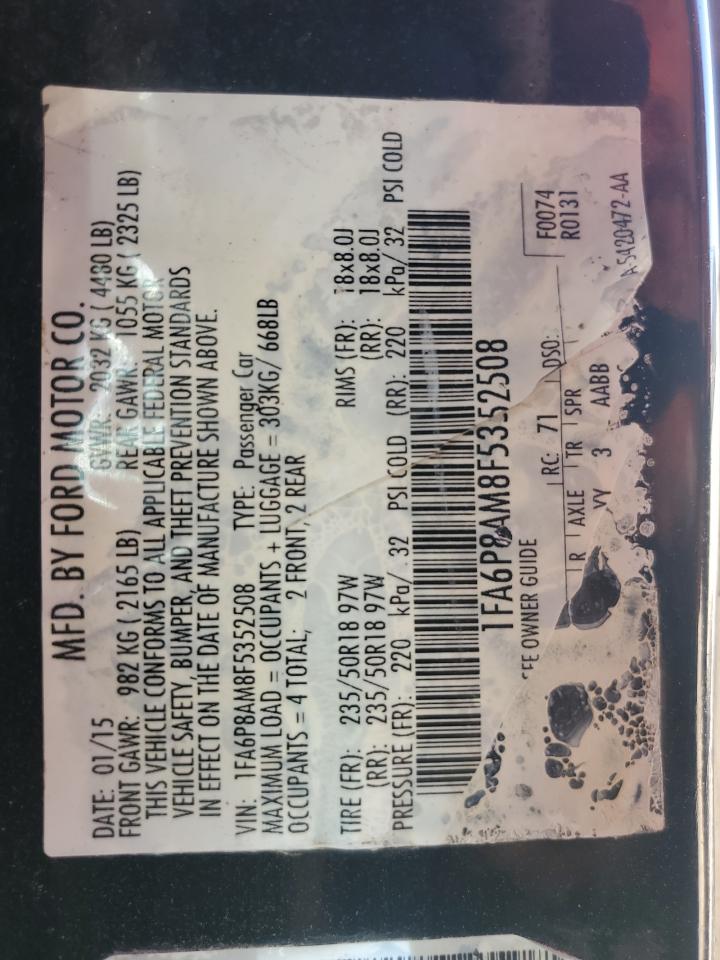 MFD. BY FORD MOTOR CO.
DATE: 01/15 GVWR: 2032 KG ( 4480 LB)
FRONT GAWR: 982 KG ( 2165 LB) REAR GAWR: 1055 KG ( 2325 LB)
THIS VEHICLE CONFORMS TO ALL APPLICABLE FEDERAL MOTOR
VEHICLE SAFETY, BUMPER, AND THEFT PREVENTION STANDARDS
IN EFFECT ON THE DATE OF MANUFACTURE SHOWN ABOVE.
VIN: 1FA6P8AM8F5352508 TYPE: Passenger Car
MAXIMUM LOAD = OCCUPANTS + LUGGAGE = 303KG/ 668LB
OCCUPANTS = 4 TOTAL; 2 FRONT, 2 REAR
TIRE (FR): 235/50R18 97W RIMS (FR): 18x8.0J
(RR): 235/50R18 97W (RR): 18x8.0J
PRESSURE (FR): 220 kPa/ 32 PSI COLD (RR): 220 kPa/ 32 PSI COLD
1FA6P8AM8F5352508
OWNER GUIDE RC: 71 DSO: F0074
R0131
R AXLE TR SPR
VY 3 AABB
5420472-AA